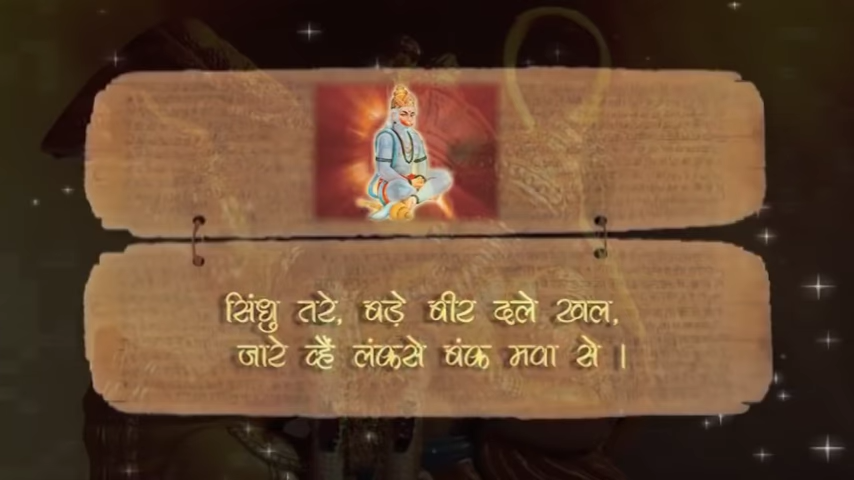 सिंधु तरे, बड़े बीर दले खल,
जारे व्हैं लंकसे बंक मवा से ।